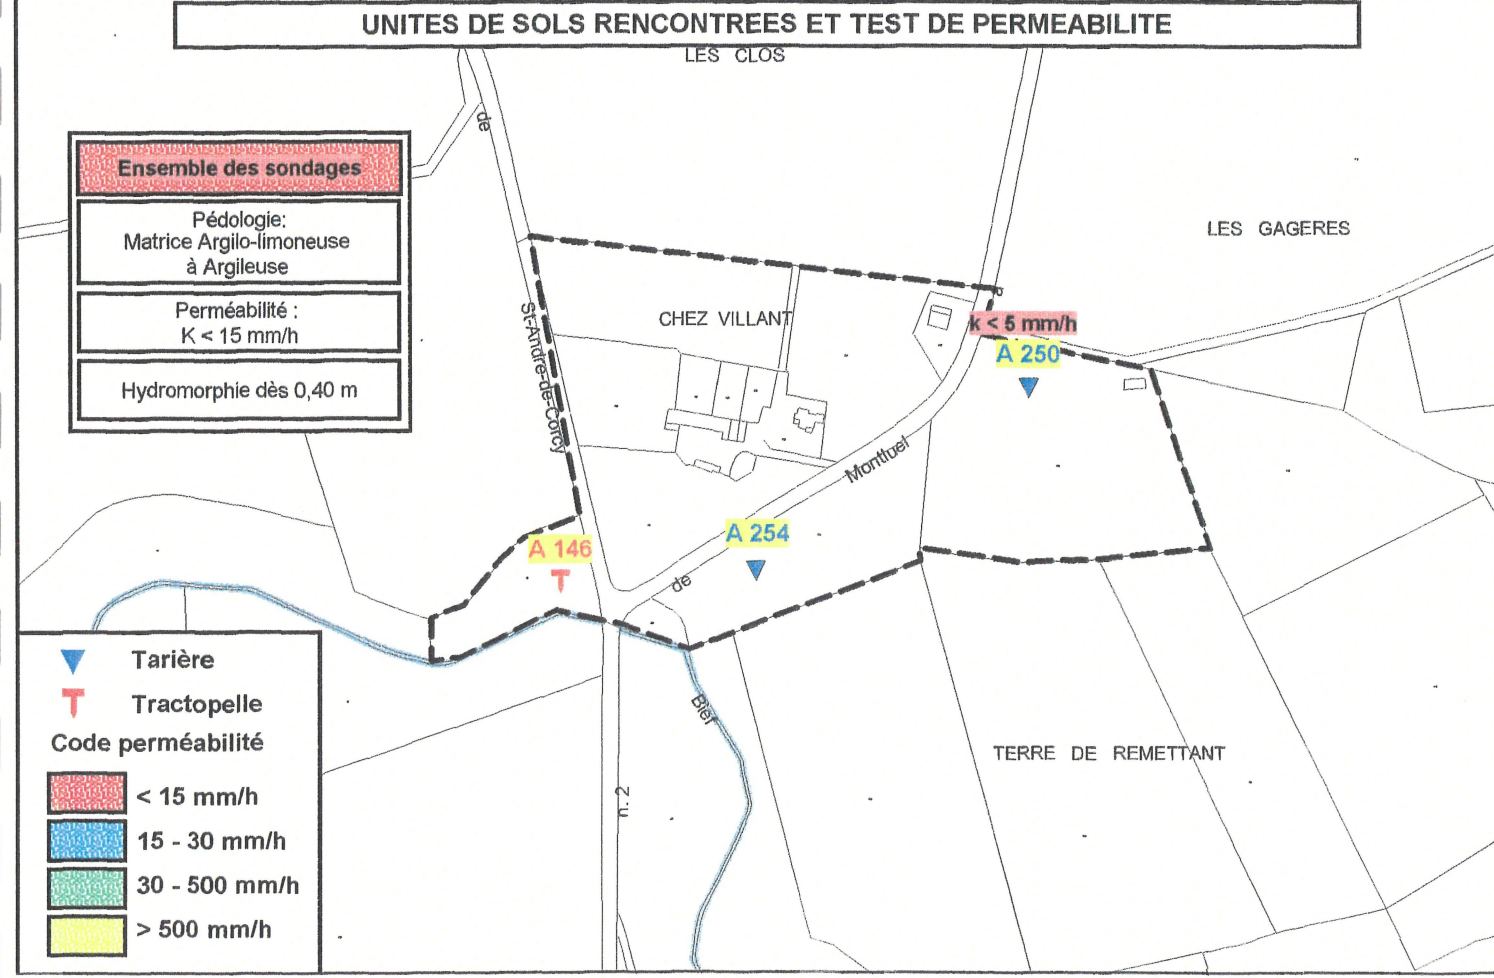 UNITES DE SOLS RENCONTREES ET TEST DE PERMEABILITE
LES CLOS
de
Ensemble des sondages
Pédologie:
Matrice Argilo-limoneuse
à Argileuse
Perméabilité :
K < 15 mm/h
Hydromorphie dès 0,40 m
LES GAGERES
CHEZ VILLANT
St-Andre-de-Corcy
k < 5 mm/h
A 250
Montluel
A 254
A 146
de
Bief
n. 2
TERRE DE REMETTANT
Tarière
Tractopelle
Code perméabilité
< 15 mm/h
15 - 30 mm/h
30 - 500 mm/h
> 500 mm/h